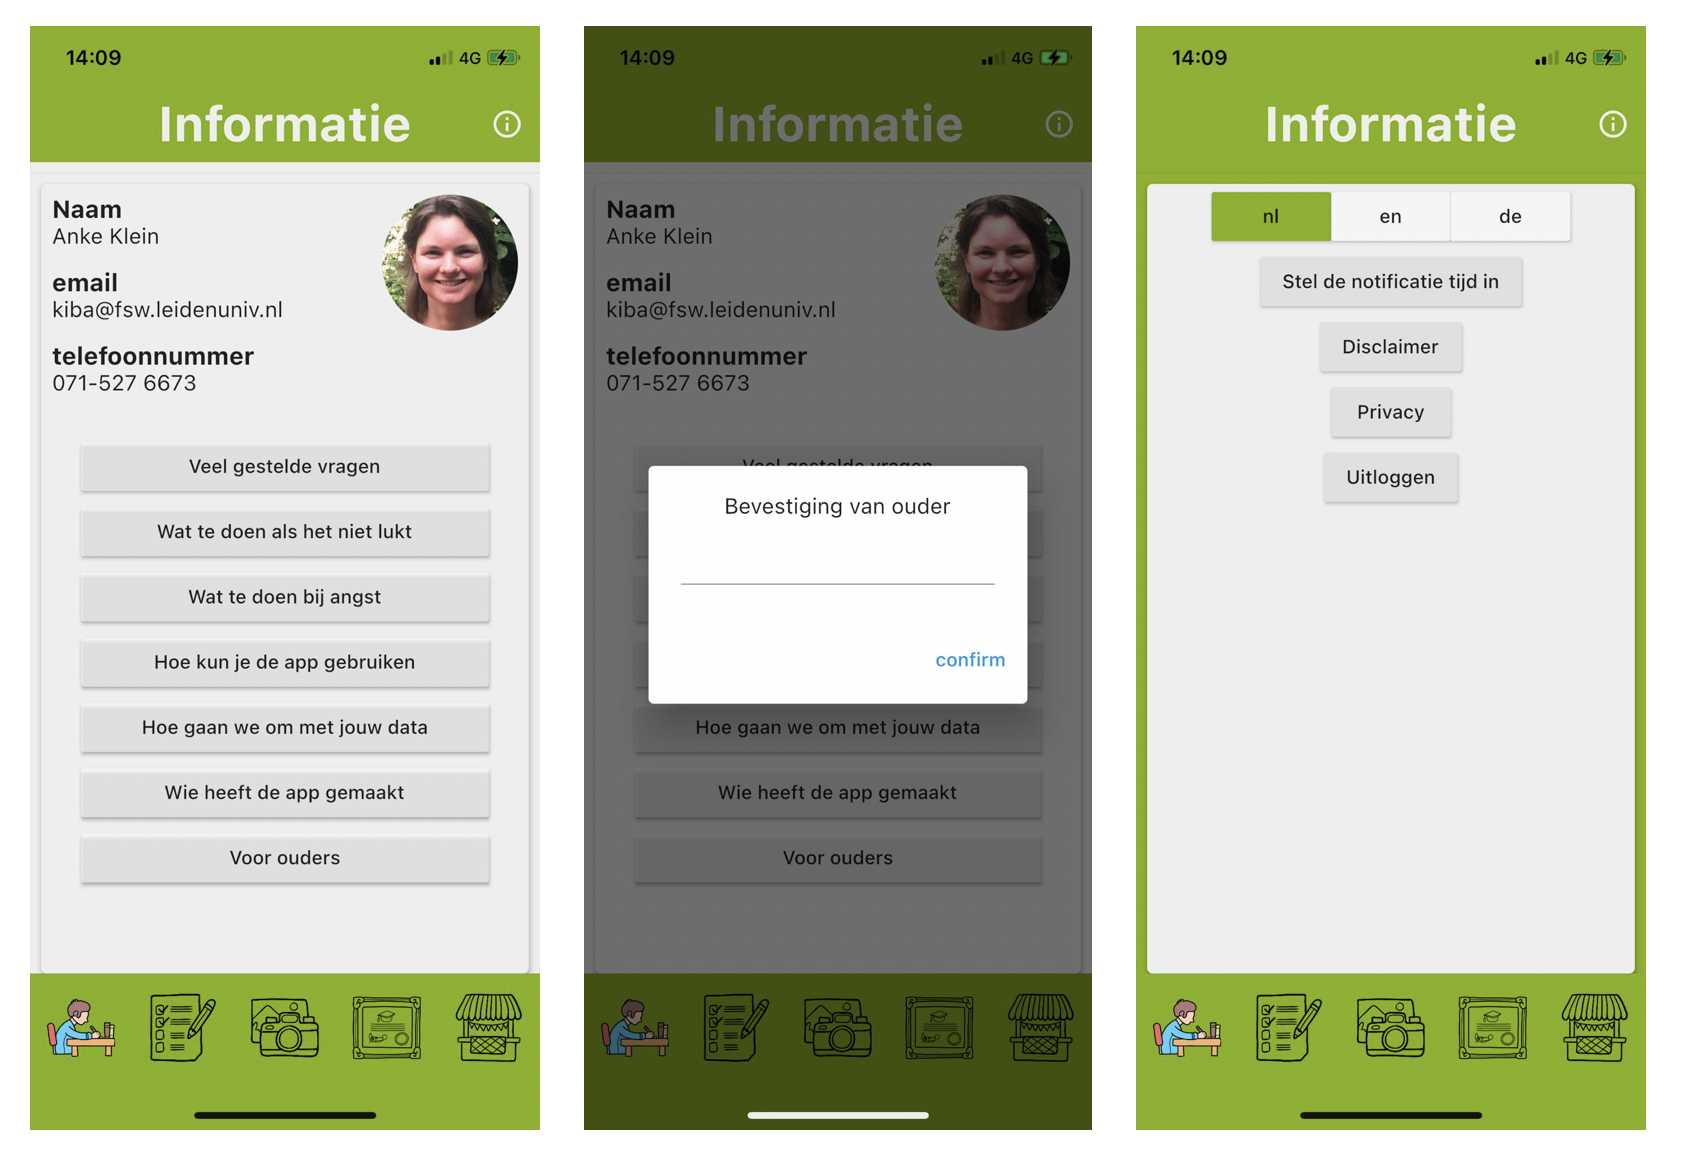 14:09
4G
Informatie
Naam
Anke Klein
email
kiba@fsw.leidenuniv.nl
telefoonnummer
071-527 6673
Veel gestelde vragen
Wat te doen als het niet lukt
Wat te doen bij angst
Hoe kun je de app gebruiken
Hoe gaan we om met jouw data
Wie heeft de app gemaakt
Voor ouders
14:09
4G
Informatie
Naam
Anke Klein
email
kiba@fsw.leidenuniv.nl
telefoonnummer
071-527 6673
Veel gestelde vragen
Bevestiging van ouder
confirm
Hoe gaan we om met jouw data
Wie heeft de app gemaakt
Voor ouders
14:09
4G
Informatie
nl en de
Stel de notificatie tijd in
Disclaimer
Privacy
Uitloggen